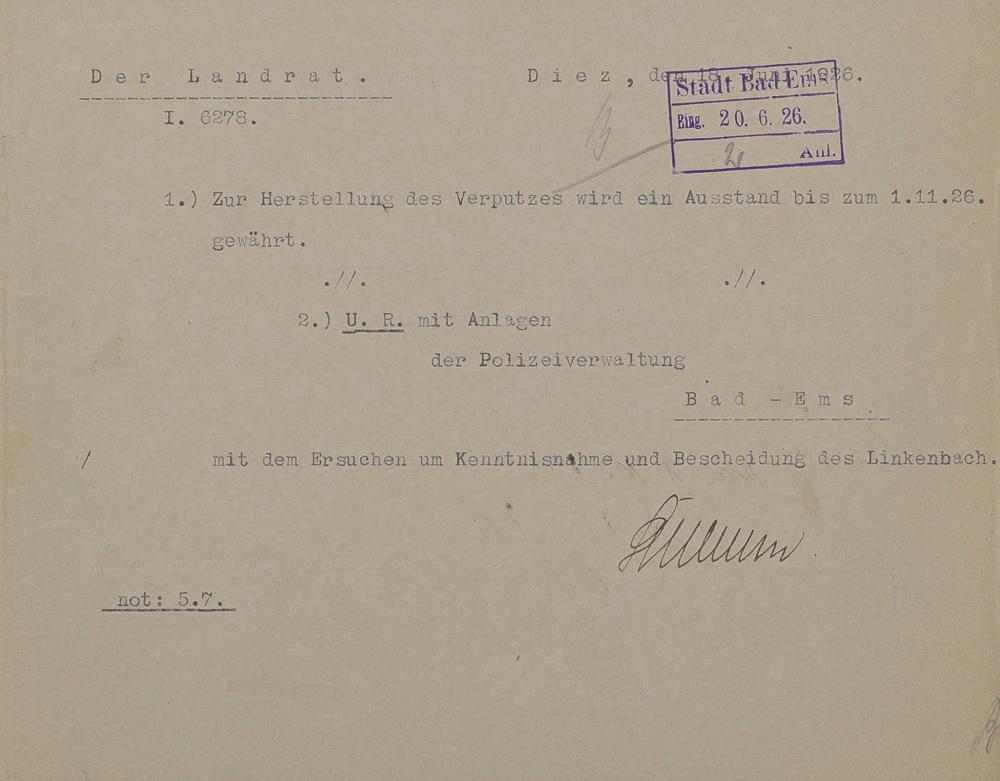 Der Landrat.
Diez, den 18. Juni 1926.
I. 6278.
Stadt Bad Ems
Eing. 20. 6. 26.
2 Anl.
1.) Zur Herstellung des Verputzes wird ein Ausstand bis zum 1.11.26.
gewährt.
.//. .//.
2.) U. R. mit Anlagen
der Polizeiverwaltung
Bad - Ems
/ mit dem Ersuchen um Kenntnisnahme und Bescheidung des Linkenbach.
not: 5.7.